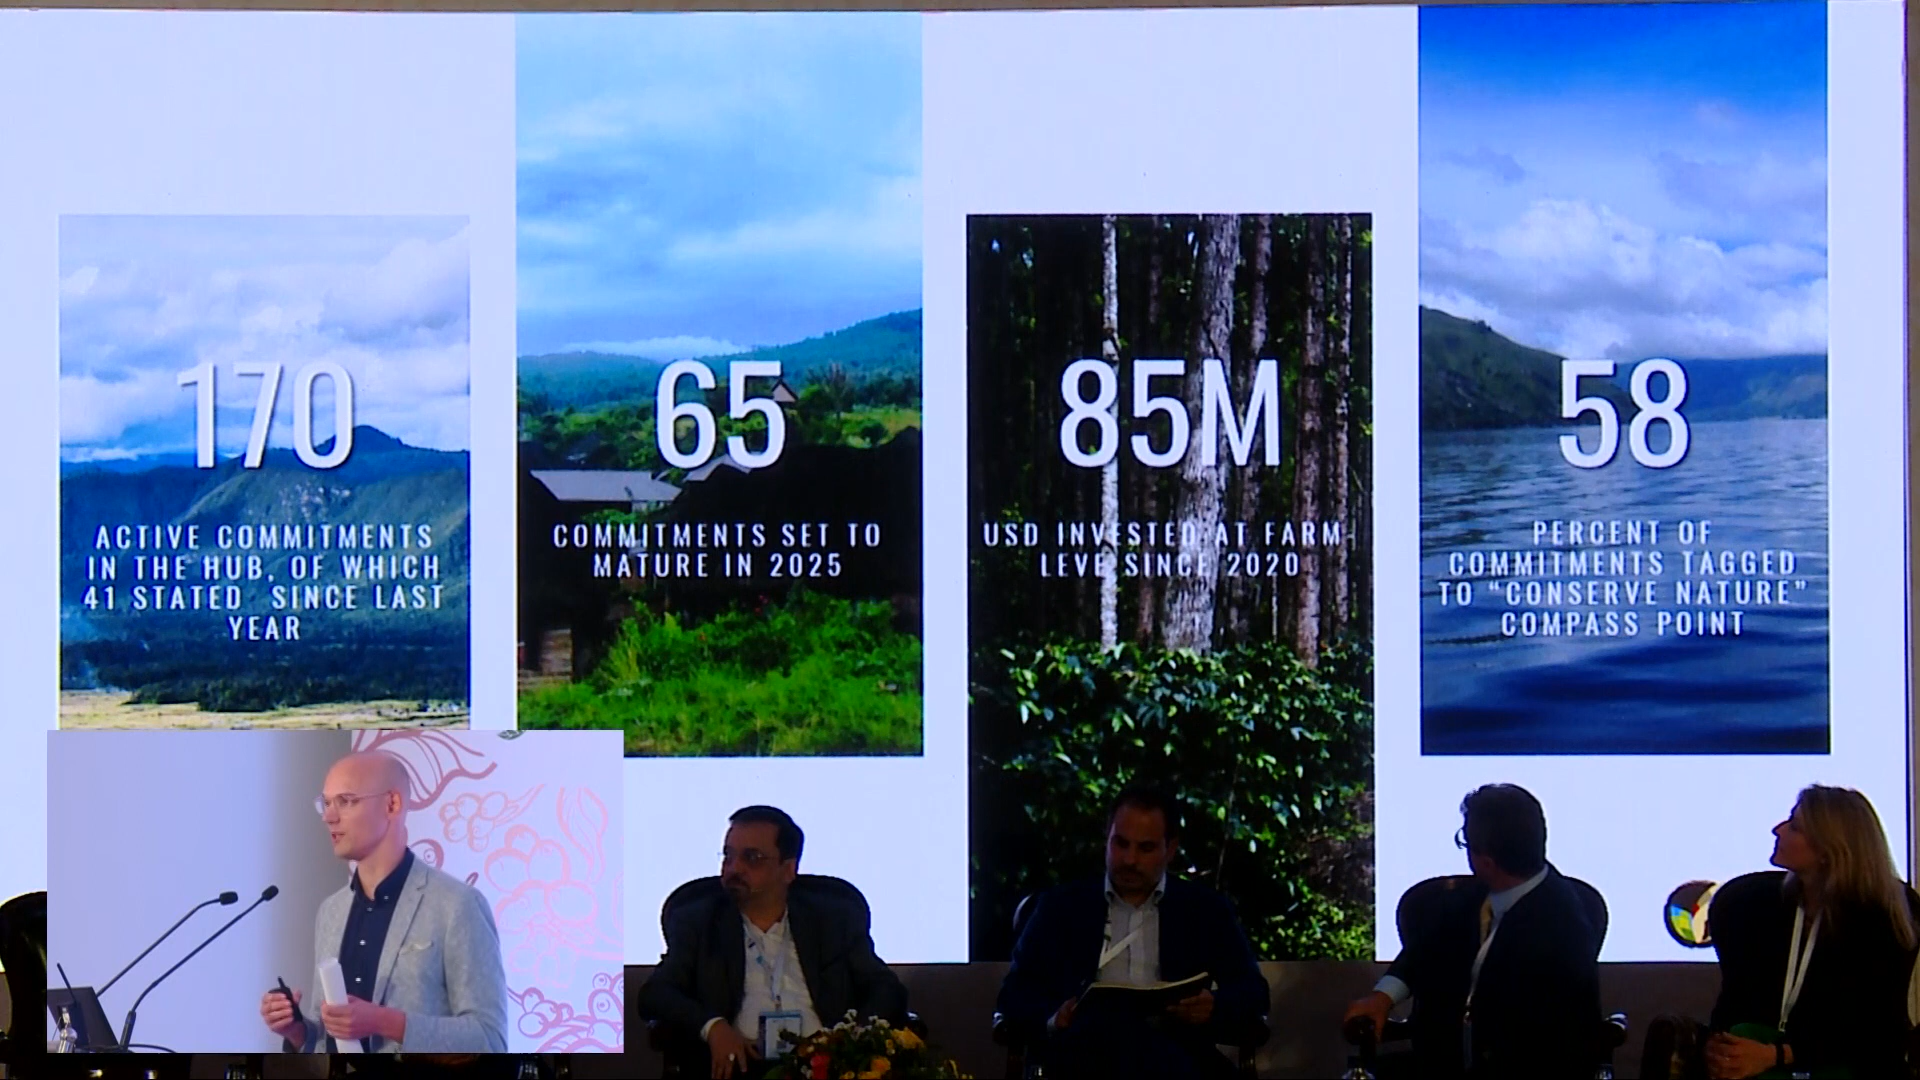 170
ACTIVE COMMITMENTS
IN THE HUB, OF WHICH
41 STATED SINCE LAST
YEAR
65
COMMITMENTS SET TO
MATURE IN 2025
85M
USD INVESTED AT FARM
LEVE SINCE 2020
58
PERCENT OF
COMMITMENTS TAGGED
TO “CONSERVE NATURE”
COMPASS POINT